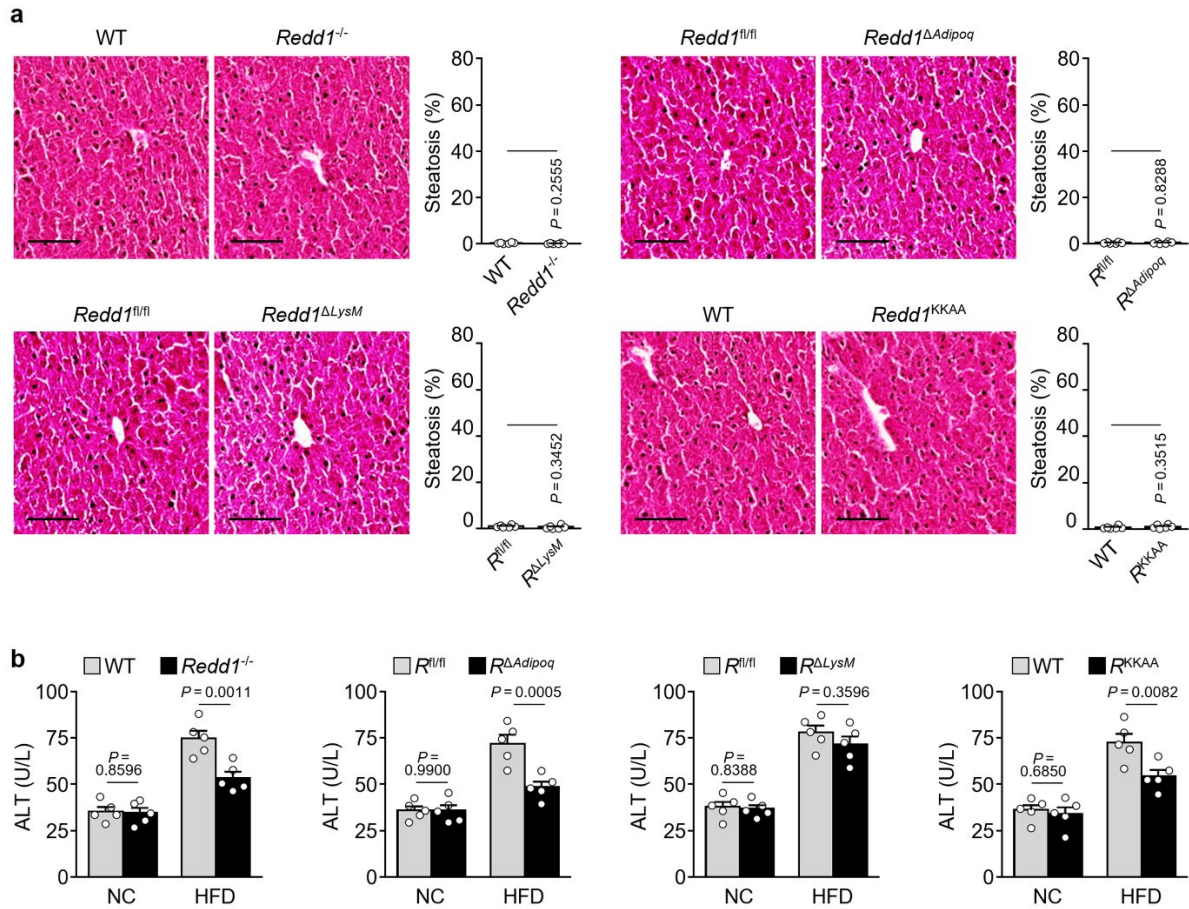 a
WT Redd1-/-
80
60
40
20
0
Steatosis (%)
P = 0.2555
WT Redd1-/-
Redd1fl/fl Redd1ΔAdipoq
80
60
40
20
0
Steatosis (%)
P = 0.8288
Rfl/fl RΔAdipoq
Redd1fl/fl Redd1ΔLysM
80
60
40
20
0
Steatosis (%)
P = 0.3452
Rfl/fl RΔLysM
WT Redd1KKAA
80
60
40
20
0
Steatosis (%)
P = 0.3515
WT RKKAA
b
WT Redd1-/-
100
75
50
25
0
ALT (U/L)
P = 0.0011
P =
0.8596
NC HFD
Rfl/fl RΔAdipoq
100
75
50
25
0
ALT (U/L)
P = 0.0005
P =
0.9900
NC HFD
Rfl/fl RΔLysM
100
75
50
25
0
ALT (U/L)
P = 0.3596
P =
0.8388
NC HFD
WT RKKAA
100
75
50
25
0
ALT (U/L)
P = 0.0082
P =
0.6850
NC HFD